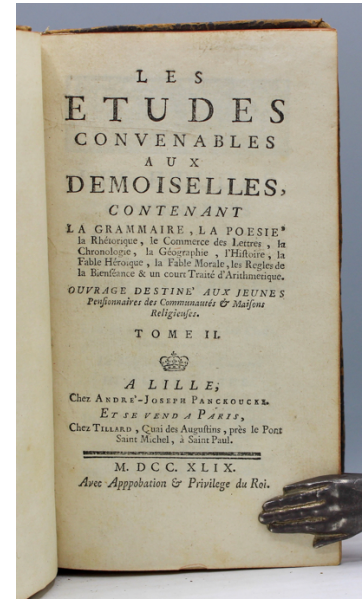 LES
ETUDES
CONVENABLES
AUX
DEMOISELLES,
CONTENANT
LA GRAMMAIRE, LA POESIE,
la Rhétorique, le Commerce des Lettres, la
Chronologie, la Géographie, l'Histoire, la
Fable Héroïque, la Fable Morale, les Regles de
la Bienséance & un court Traité d'Arithmétique.
OUVRAGE DESTINE' AUX JEUNES
Pensionnaires des Communautés & Maisons
Religieuses.
TOME II.
A LILLE,
Chez ANDRE'-JOSEPH PANCKOUCKE.
ET SE VEND A PARIS,
Chez TILLARD, Quai des Augustins, près le Pont
Saint Michel, à Saint Paul.
M. DCC. XLIX.
Avec Apppobation & Privilege du Roi.